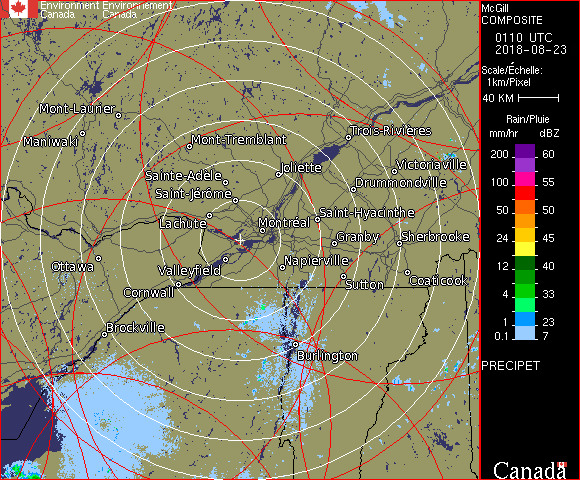 Environment Environnement
Canada Canada
McGill
COMPOSITE
0110 UTC
2018-08-23
Scale/Échelle:
1km/Pixel
40 KM
Rain/Pluie
mm/hr dBZ
200 60
100 55
50 50
24 45
12 40
4 33
1 23
0.1 7
PRECIPET
Canada
Mont-Laurier
Maniwaki
Mont-Tremblant
Trois-Rivières
Victoriaville
Joliette
Sainte-Adèle
Drummondville
Saint-Jérôme
Saint-Hyacinthe
Lachute
Montréal
Granby
Sherbrooke
Ottawa
Valleyfield
Napierville
Cornwall
Sutton
Coaticook
Brockville
Burlington